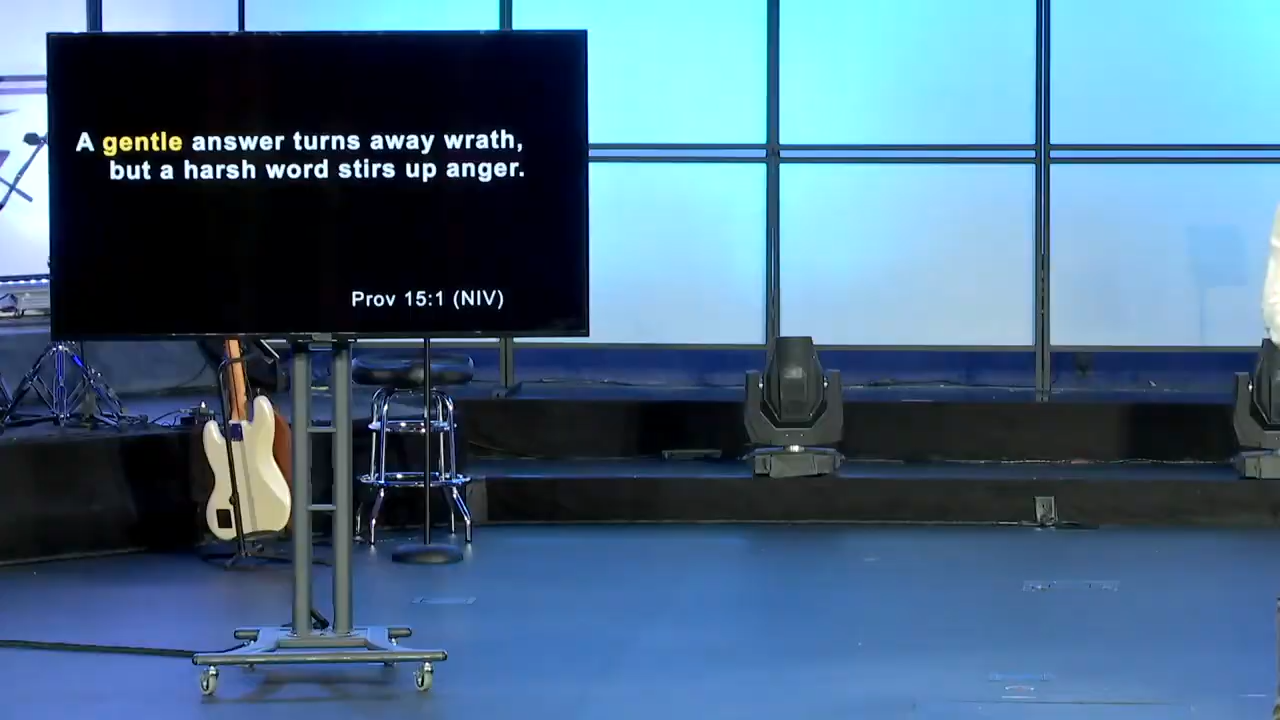 A gentle answer turns away wrath,
but a harsh word stirs up anger.
Prov 15:1 (NIV)